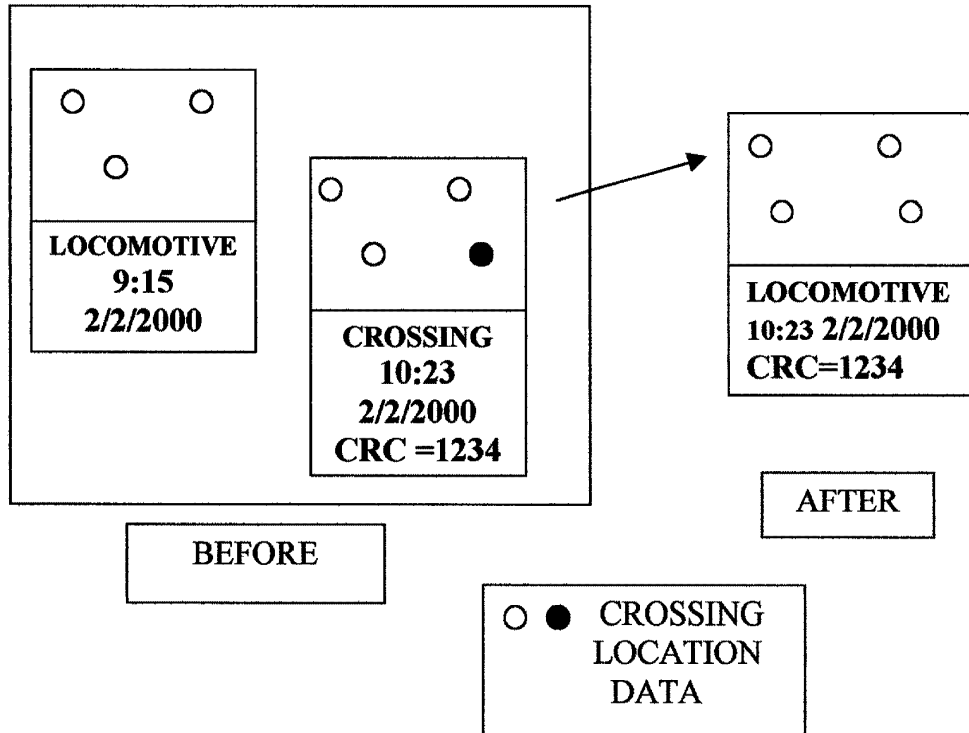 LOCOMOTIVE
9:15
2/2/2000
CROSSING
10:23
2/2/2000
CRC =1234
LOCOMOTIVE
10:23 2/2/2000
CRC=1234
BEFORE
AFTER
CROSSING
LOCATION
DATA